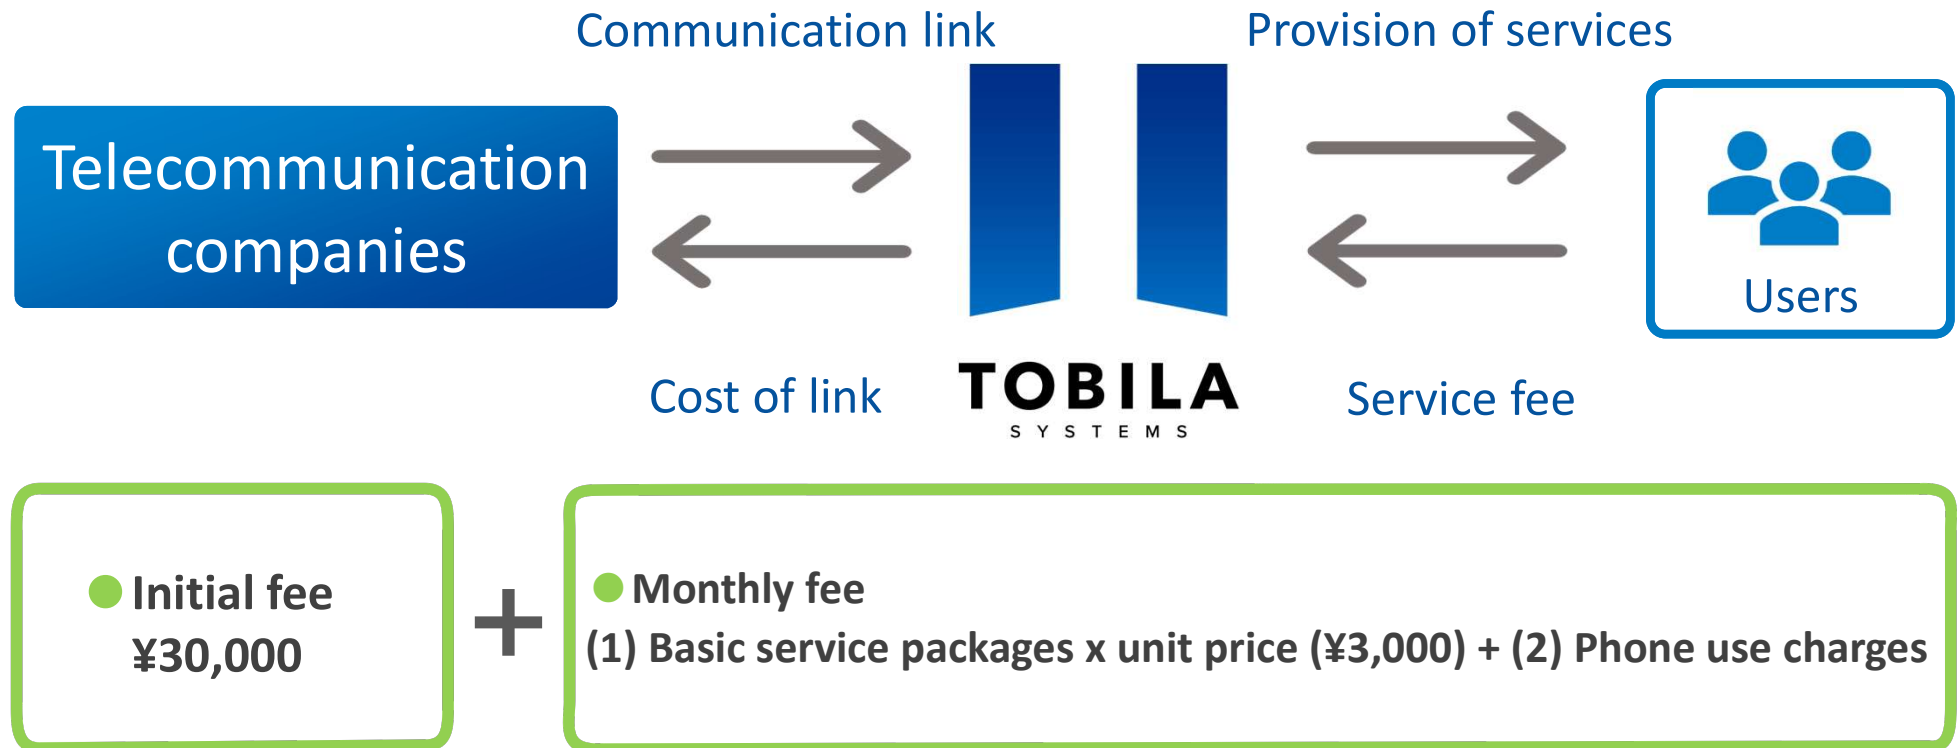 Communication link
Provision of services
Telecommunication
companies
Users
Cost of link
TOBILA
SYSTEMS
Service fee
Initial fee
¥30,000
+
Monthly fee
(1) Basic service packages x unit price (¥3,000) + (2) Phone use charges